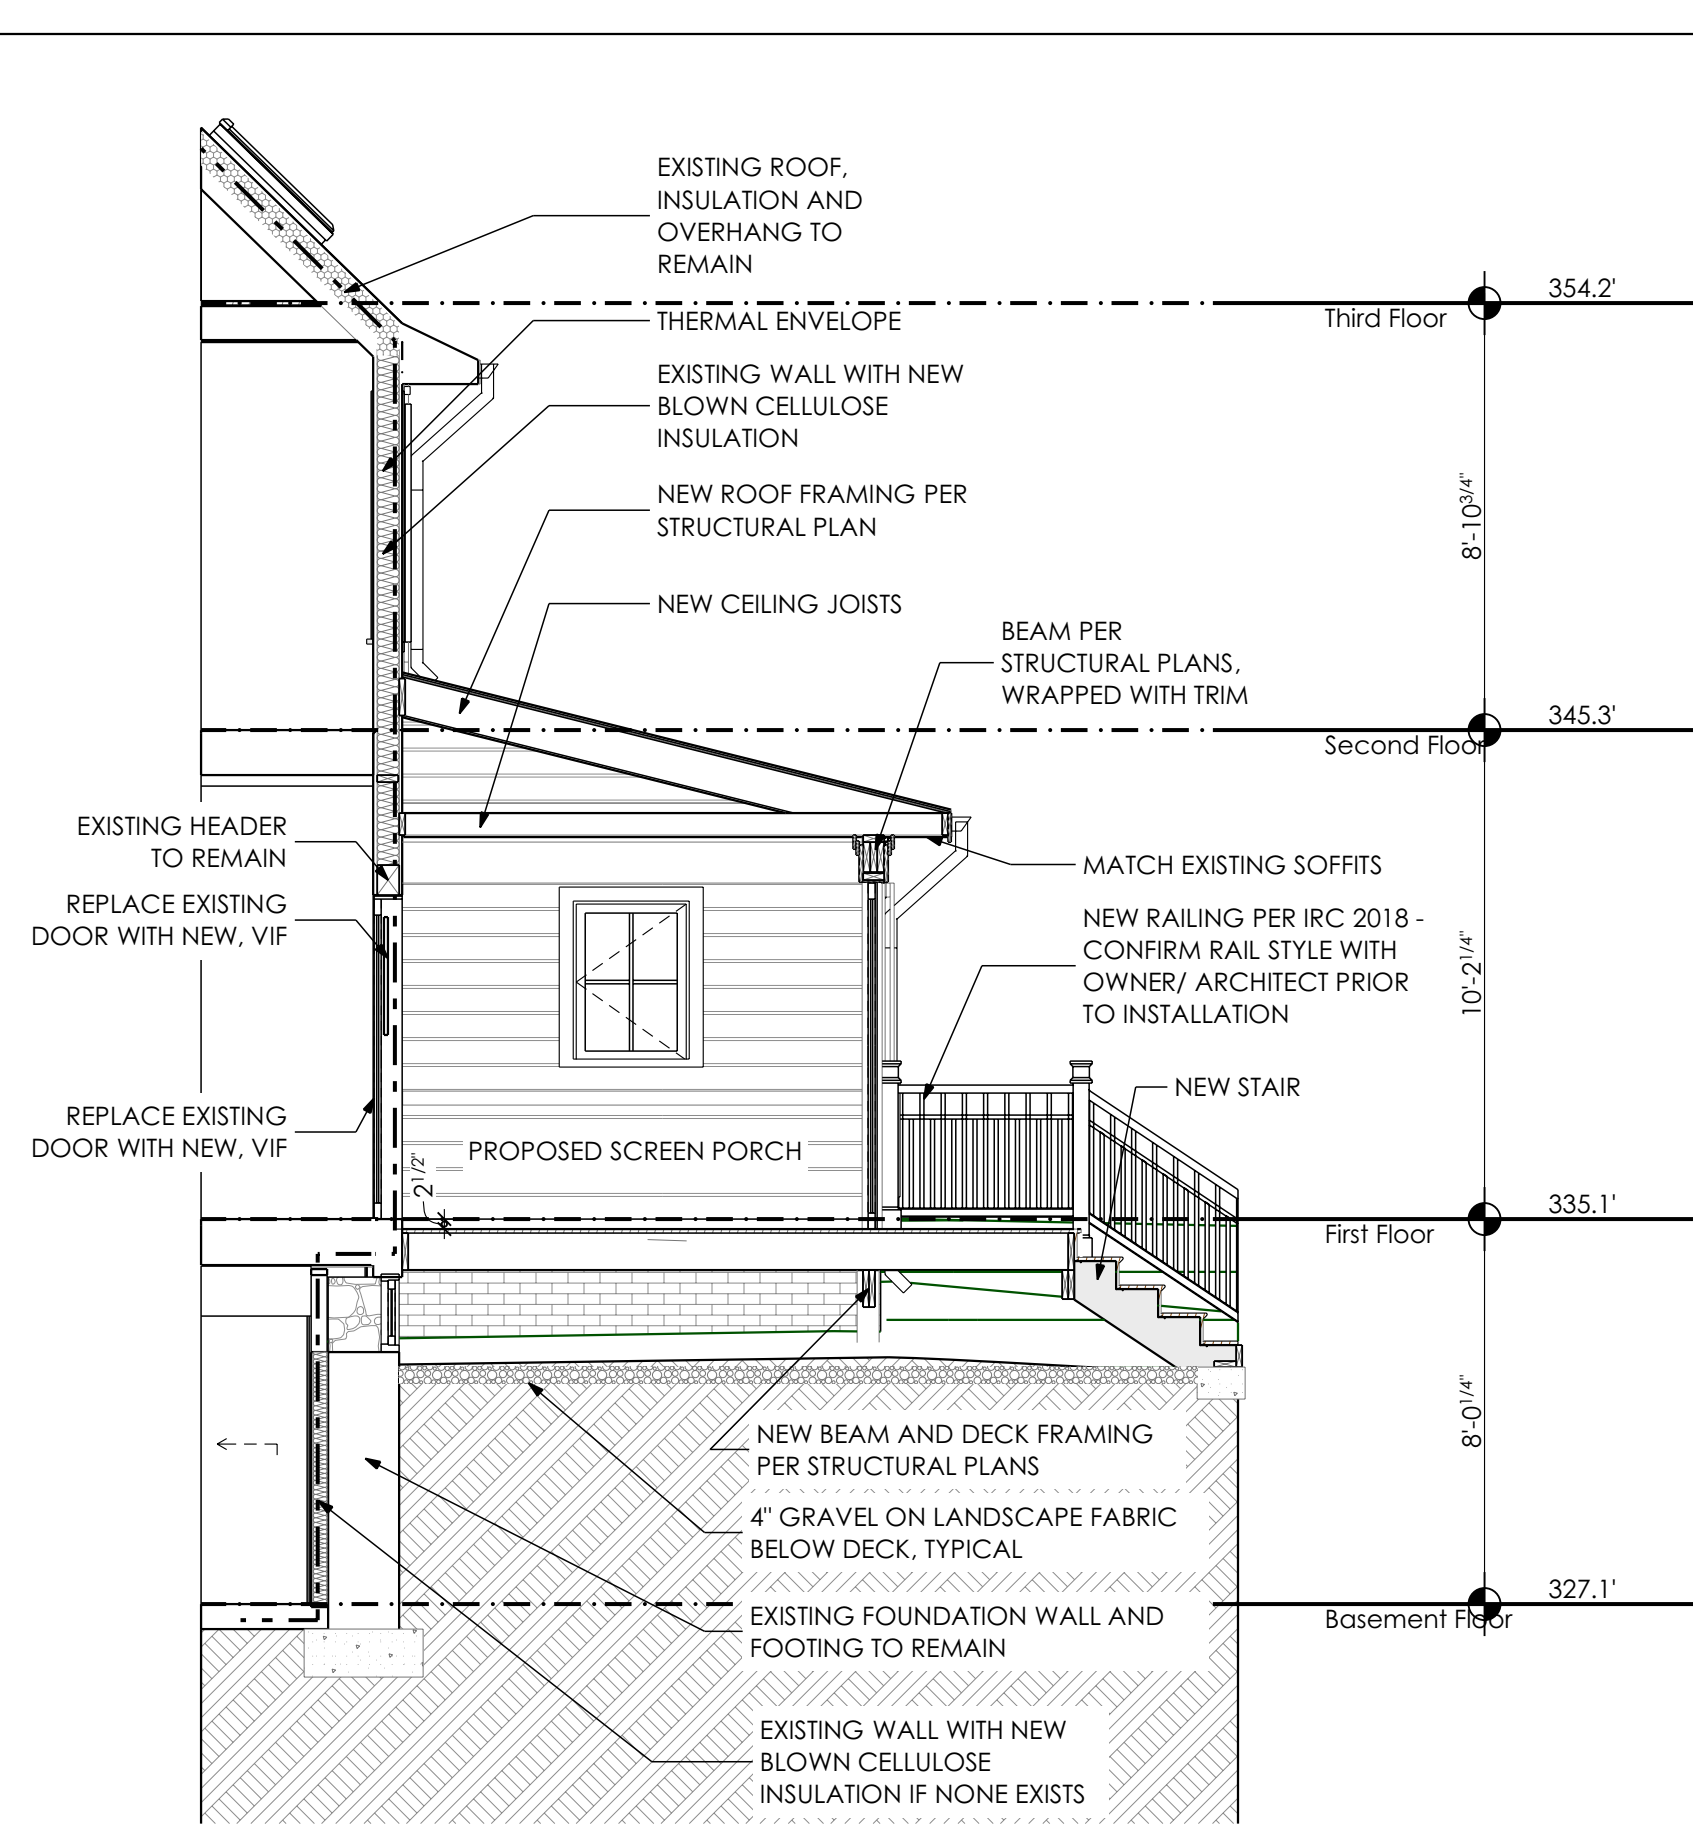 EXISTING ROOF,
INSULATION AND
OVERHANG TO
REMAIN
354.2'
Third Floor
THERMAL ENVELOPE
EXISTING WALL WITH NEW
BLOWN CELLULOSE
INSULATION
8'-10 3/4"
NEW ROOF FRAMING PER
STRUCTURAL PLAN
NEW CEILING JOISTS
BEAM PER
STRUCTURAL PLANS,
WRAPPED WITH TRIM
345.3'
Second Floor
EXISTING HEADER
TO REMAIN
MATCH EXISTING SOFFITS
REPLACE EXISTING
DOOR WITH NEW, VIF
NEW RAILING PER IRC 2018 -
CONFIRM RAIL STYLE WITH
OWNER/ ARCHITECT PRIOR
TO INSTALLATION
10'-2 1/4"
NEW STAIR
REPLACE EXISTING
DOOR WITH NEW, VIF
PROPOSED SCREEN PORCH
2 1/2"
335.1'
First Floor
8'-0 1/4"
NEW BEAM AND DECK FRAMING
PER STRUCTURAL PLANS
4" GRAVEL ON LANDSCAPE FABRIC
BELOW DECK, TYPICAL
327.1'
Basement Floor
EXISTING FOUNDATION WALL AND
FOOTING TO REMAIN
EXISTING WALL WITH NEW
BLOWN CELLULOSE
INSULATION IF NONE EXISTS